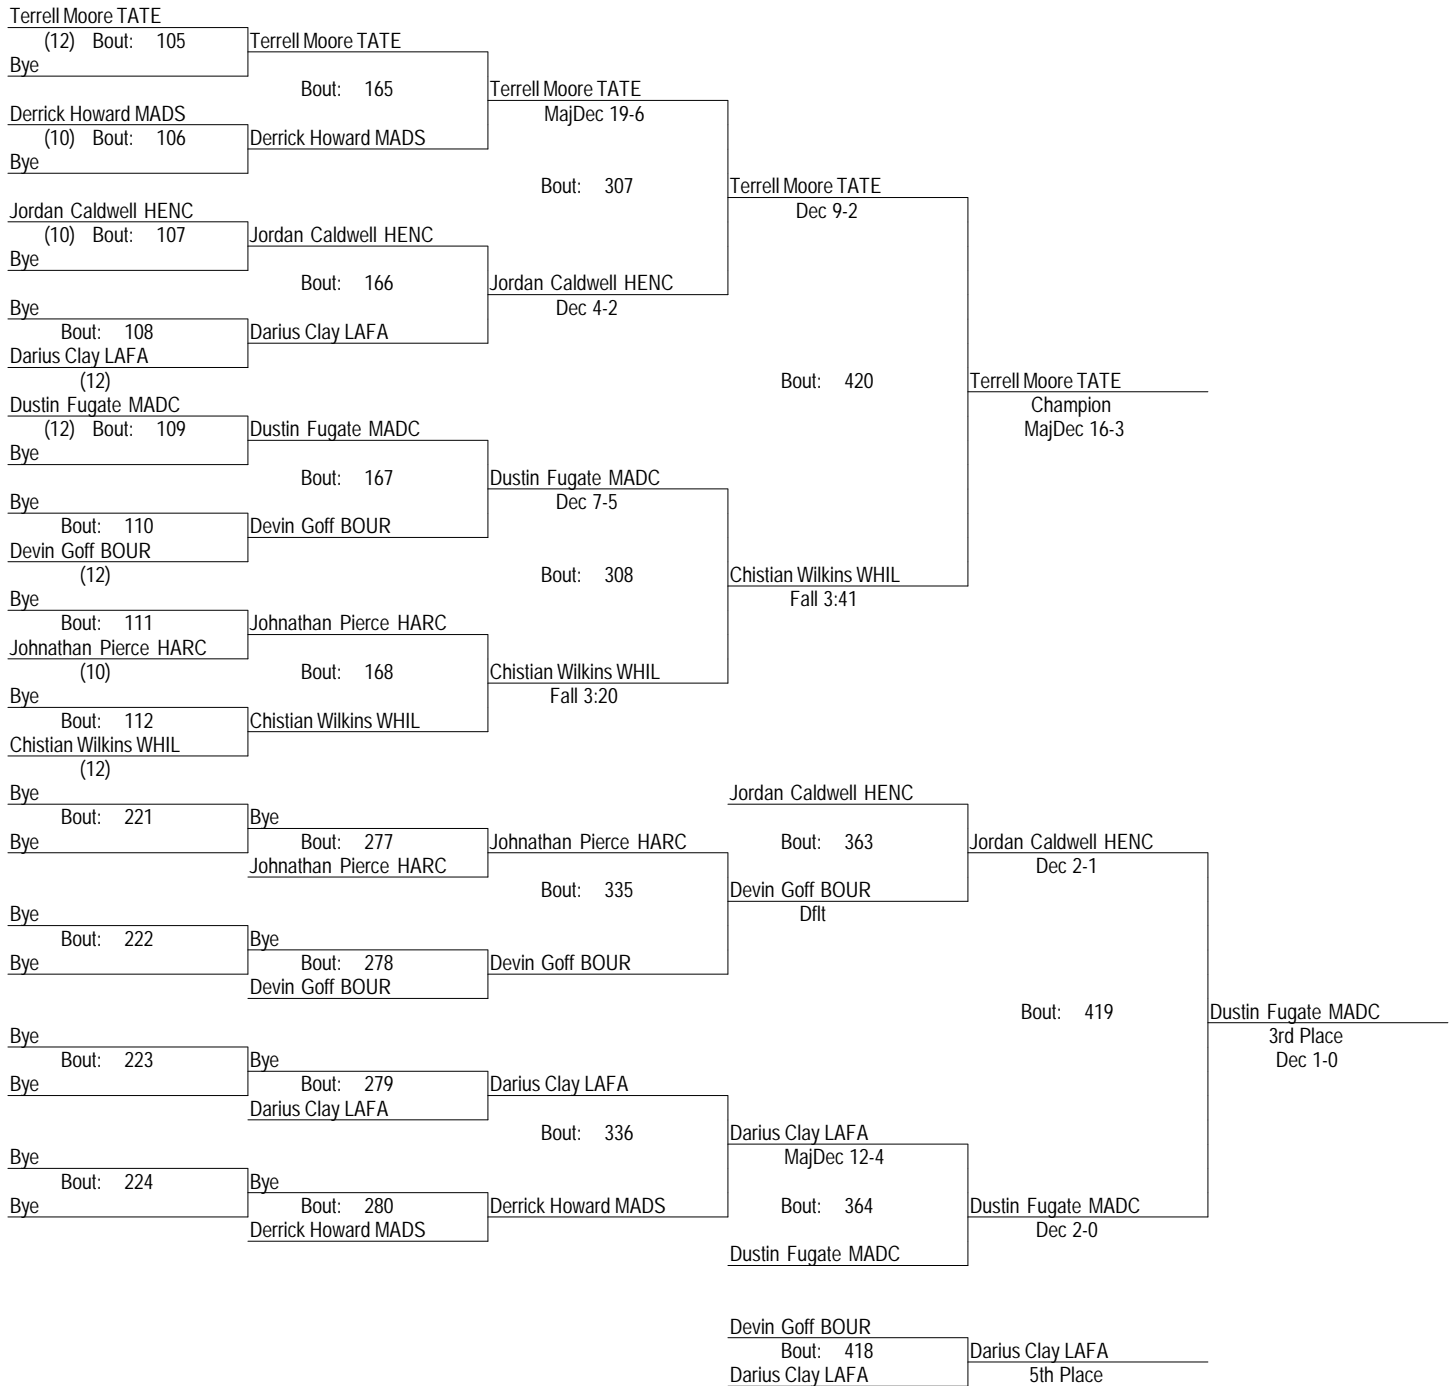 Terrell Moore TATE
(12) Bout: 105 Terrell Moore TATE
Bye
Bout: 165 Terrell Moore TATE
Derrick Howard MADS MajDec 19-6
(10) Bout: 106 Derrick Howard MADS
Bye
Bout: 307 Terrell Moore TATE
Jordan Caldwell HENC Dec 9-2
(10) Bout: 107 Jordan Caldwell HENC
Bye
Bout: 166 Jordan Caldwell HENC
Bye Dec 4-2
Bout: 108 Darius Clay LAFA
Darius Clay LAFA
(12) Bout: 420 Terrell Moore TATE
Dustin Fugate MADC Champion
(12) Bout: 109 Dustin Fugate MADC MajDec 16-3
Bye
Bout: 167 Dustin Fugate MADC
Bye Dec 7-5
Bout: 110 Devin Goff BOUR
Devin Goff BOUR
(12) Bout: 308 Chistian Wilkins WHIL
Bye Fall 3:41
Bout: 111 Johnathan Pierce HARC
Johnathan Pierce HARC
(10) Bout: 168 Chistian Wilkins WHIL
Bye Fall 3:20
Bout: 112 Chistian Wilkins WHIL
Chistian Wilkins WHIL
(12)
Bye Jordan Caldwell HENC
Bout: 221 Bye
Bye Bout: 277 Johnathan Pierce HARC Bout: 363 Jordan Caldwell HENC
Johnathan Pierce HARC Dec 2-1
Bout: 335 Devin Goff BOUR
Bye Dflt
Bout: 222 Bye
Bye Bout: 278 Devin Goff BOUR
Devin Goff BOUR
Bout: 419 Dustin Fugate MADC
Bye 3rd Place
Bout: 223 Bye Dec 1-0
Bye Bout: 279 Darius Clay LAFA
Darius Clay LAFA
Bout: 336 Darius Clay LAFA
Bye MajDec 12-4
Bout: 224 Bye
Bye Bout: 280 Derrick Howard MADS Bout: 364 Dustin Fugate MADC
Derrick Howard MADS Dec 2-0
Dustin Fugate MADC
Devin Goff BOUR
Bout: 418 Darius Clay LAFA
Darius Clay LAFA 5th Place